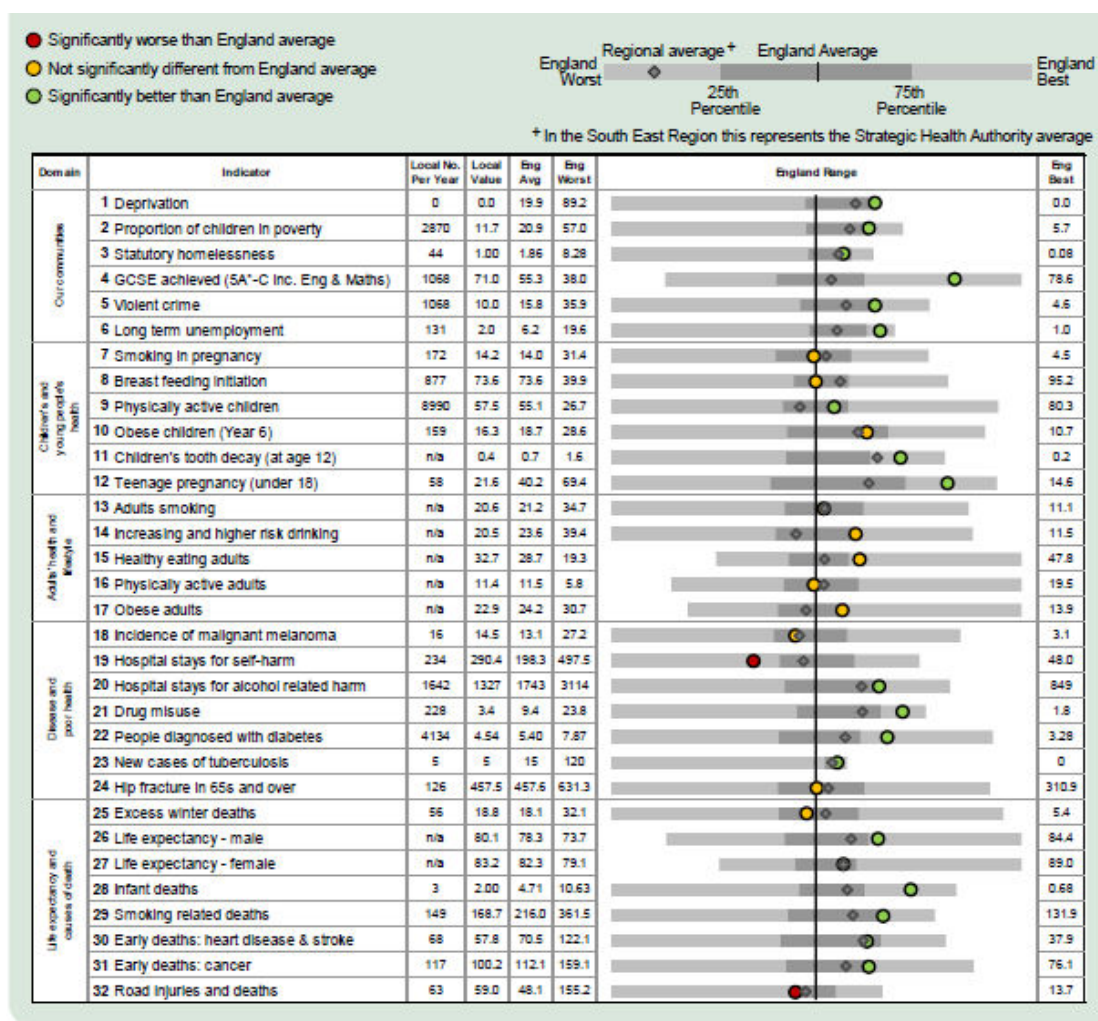 Significantly worse than England average
Not significantly different from England average
Significantly better than England average
Regional average+ England Average
England Worst
England Best
25th Percentile
75th Percentile
+ In the South East Region this represents the Strategic Health Authority average
Domain Indicator Local No. Per Year Local Value Eng Avg Eng Worst England Range Eng Best
Our communities
1 Deprivation 0 0.0 19.9 89.2 0.0
2 Proportion of children in poverty 2870 11.7 20.9 57.0 5.7
3 Statutory homelessness 44 1.00 1.86 8.28 0.08
4 GCSE achieved (5A*-C inc. Eng & Maths) 1068 71.0 55.3 38.0 78.6
5 Violent crime 1068 10.0 15.8 35.9 4.6
6 Long term unemployment 131 2.0 6.2 19.6 1.0
Children's and young people's health
7 Smoking in pregnancy 172 14.2 14.0 31.4 4.5
8 Breast feeding initiation 877 73.6 73.6 39.9 95.2
9 Physically active children 8990 57.5 55.1 26.7 80.3
10 Obese children (Year 6) 159 16.3 18.7 28.6 10.7
11 Children's tooth decay (at age 12) n/a 0.4 0.7 1.6 0.2
12 Teenage pregnancy (under 18) 58 21.6 40.2 69.4 14.6
Adults' health and lifestyle
13 Adults smoking n/a 20.6 21.2 34.7 11.1
14 Increasing and higher risk drinking n/a 20.5 23.6 39.4 11.5
15 Healthy eating adults n/a 32.7 28.7 19.3 47.8
16 Physically active adults n/a 11.4 11.5 5.8 19.5
17 Obese adults n/a 22.9 24.2 30.7 13.9
Disease and poor health
18 Incidence of malignant melanoma 16 14.5 13.1 27.2 3.1
19 Hospital stays for self-harm 234 290.4 198.3 497.5 48.0
20 Hospital stays for alcohol related harm 1642 1327 1743 3114 849
21 Drug misuse 228 3.4 9.4 23.8 1.8
22 People diagnosed with diabetes 4134 4.54 5.40 7.87 3.28
23 New cases of tuberculosis 5 5 15 120 0
24 Hip fracture in 65s and over 126 457.5 457.6 631.3 310.9
Life expectancy and causes of death
25 Excess winter deaths 56 18.8 18.1 32.1 5.4
26 Life expectancy - male n/a 80.1 78.3 73.7 84.4
27 Life expectancy - female n/a 83.2 82.3 79.1 89.0
28 Infant deaths 3 2.00 4.71 10.63 0.68
29 Smoking related deaths 149 168.7 216.0 361.5 131.9
30 Early deaths: heart disease & stroke 68 57.8 70.5 122.1 37.9
31 Early deaths: cancer 117 100.2 112.1 159.1 76.1
32 Road injuries and deaths 63 59.0 48.1 155.2 13.7